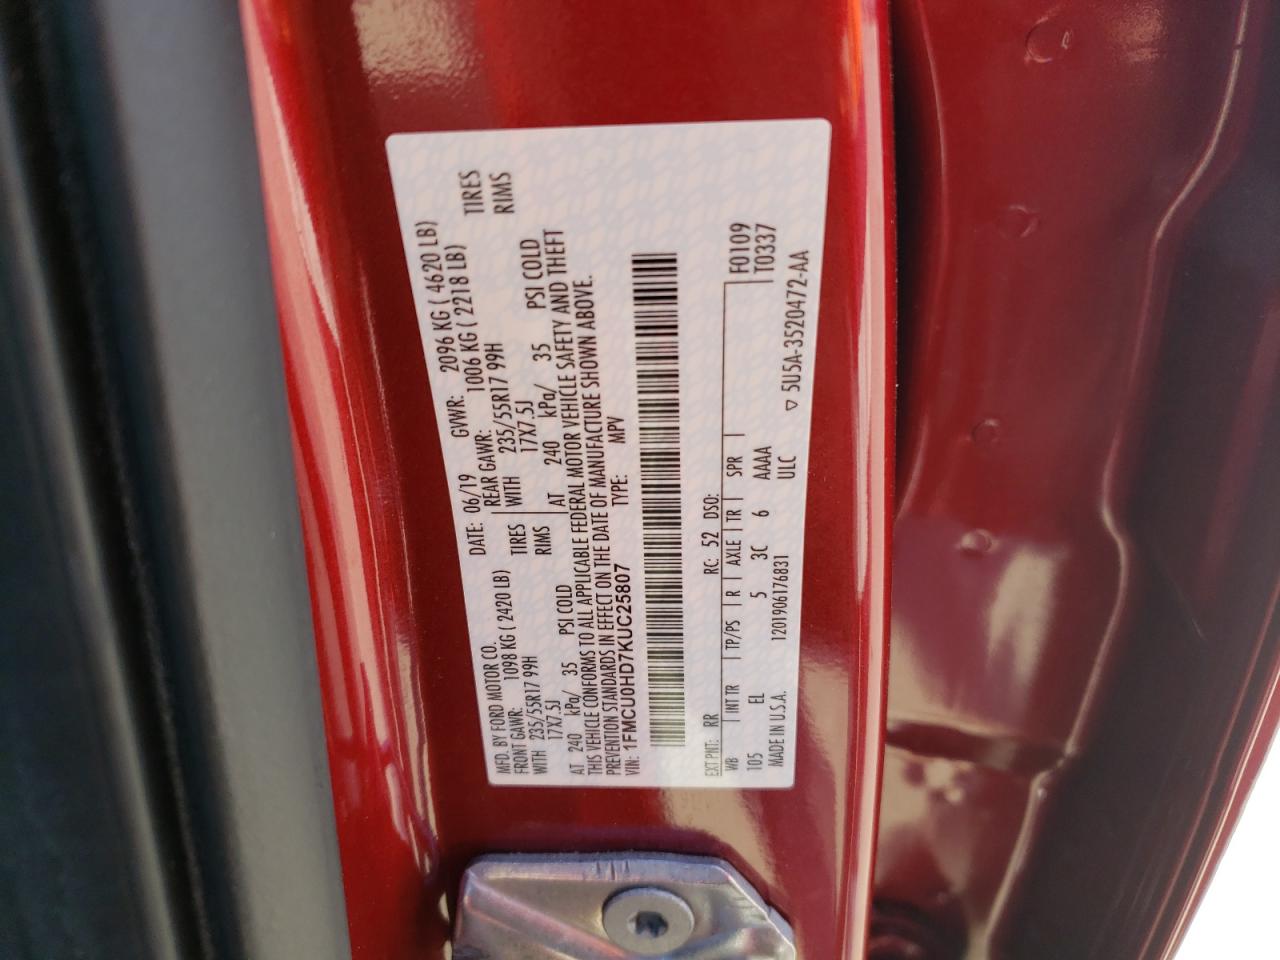 MFD. BY FORD MOTOR CO.
DATE: 06/19 GVWR: 2096 KG ( 4620 LB)
FRONT GAWR: 1098 KG ( 2420 LB) REAR GAWR: 1006 KG ( 2218 LB)
WITH 235/55R17 99H TIRES WITH 235/55R17 99H TIRES
17X7.5J RIMS 17X7.5J RIMS
AT 240 kPa/ 35 PSI COLD AT 240 kPa/ 35 PSI COLD
THIS VEHICLE CONFORMS TO ALL APPLICABLE FEDERAL MOTOR VEHICLE SAFETY AND THEFT
PREVENTION STANDARDS IN EFFECT ON THE DATE OF MANUFACTURE SHOWN ABOVE.
VIN: 1FMCU0HD7KUC25807 TYPE: MPV
EXT PNT: RR RC: 52 DSO: F0109
WB INT TR TP/PS R AXLE TR SPR T0337
105 EL 5 3C 6 AAAA
MADE IN U.S.A. 1201906176831 ULC ▽ 5U5A-3520472-AA